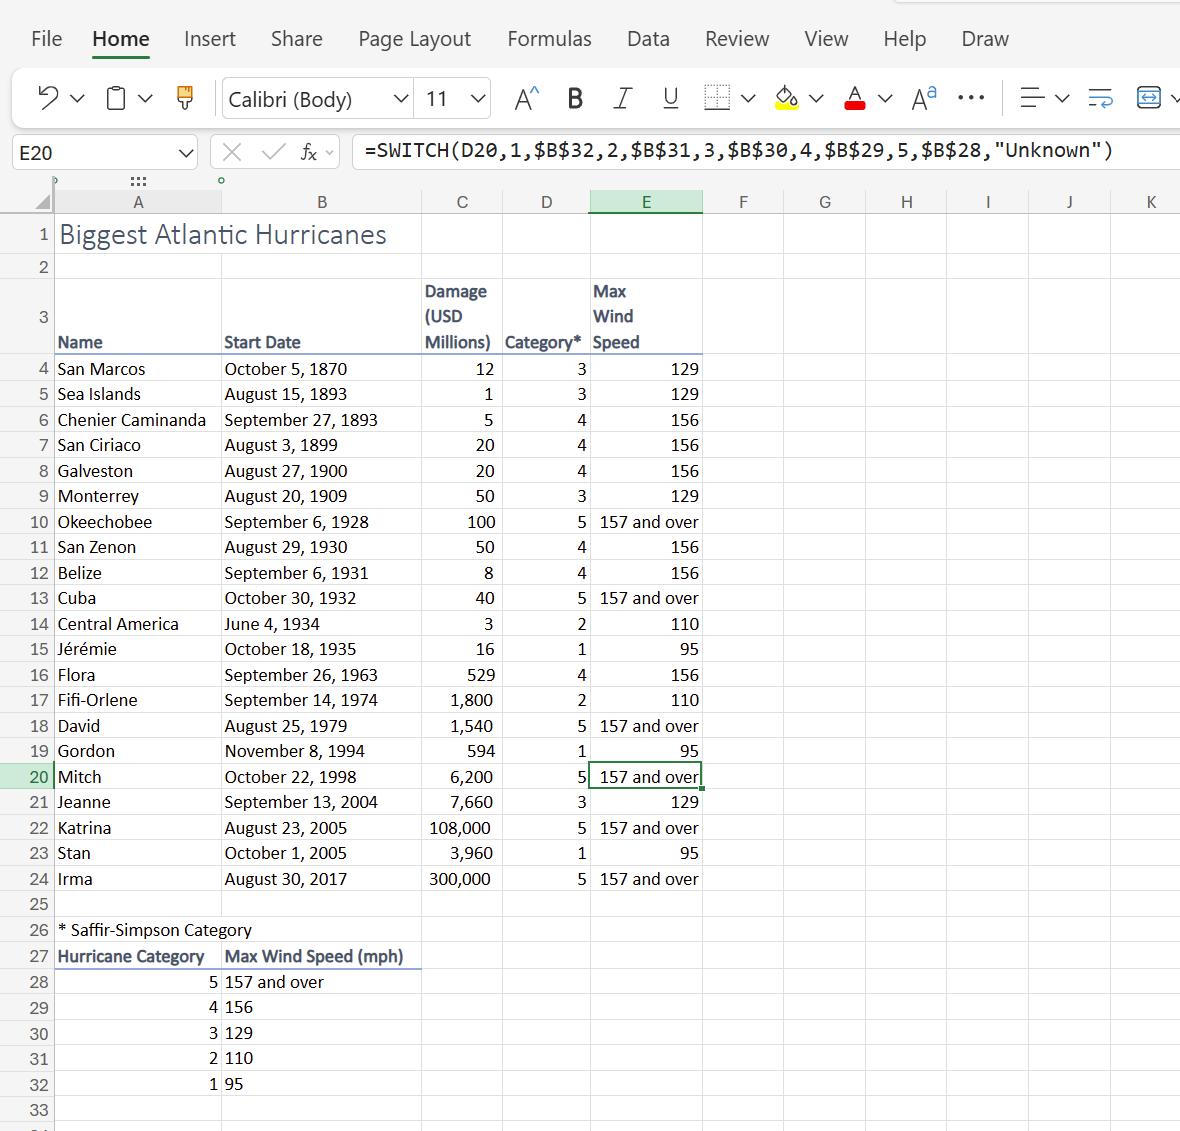 File Home Insert Share Page Layout Formulas Data Review View Help Draw
Calibri (Body) 11 A B I U A Aa
E20 fx =SWITCH(D20,1,$B$32,2,$B$31,3,$B$30,4,$B$29,5,$B$28,"Unknown")
A B C D E F G H I J K
1 Biggest Atlantic Hurricanes
2
3 Name Start Date Damage (USD Millions) Category* Max Wind Speed
4 San Marcos October 5, 1870 12 3 129
5 Sea Islands August 15, 1893 1 3 129
6 Chenier Caminanda September 27, 1893 5 4 156
7 San Ciriaco August 3, 1899 20 4 156
8 Galveston August 27, 1900 20 4 156
9 Monterrey August 20, 1909 50 3 129
10 Okeechobee September 6, 1928 100 5 157 and over
11 San Zenon August 29, 1930 50 4 156
12 Belize September 6, 1931 8 4 156
13 Cuba October 30, 1932 40 5 157 and over
14 Central America June 4, 1934 3 2 110
15 Jérémie October 18, 1935 16 1 95
16 Flora September 26, 1963 529 4 156
17 Fifi-Orlene September 14, 1974 1,800 2 110
18 David August 25, 1979 1,540 5 157 and over
19 Gordon November 8, 1994 594 1 95
20 Mitch October 22, 1998 6,200 5 157 and over
21 Jeanne September 13, 2004 7,660 3 129
22 Katrina August 23, 2005 108,000 5 157 and over
23 Stan October 1, 2005 3,960 1 95
24 Irma August 30, 2017 300,000 5 157 and over
25
26 * Saffir-Simpson Category
27 Hurricane Category Max Wind Speed (mph)
28 5 157 and over
29 4 156
30 3 129
31 2 110
32 1 95
33